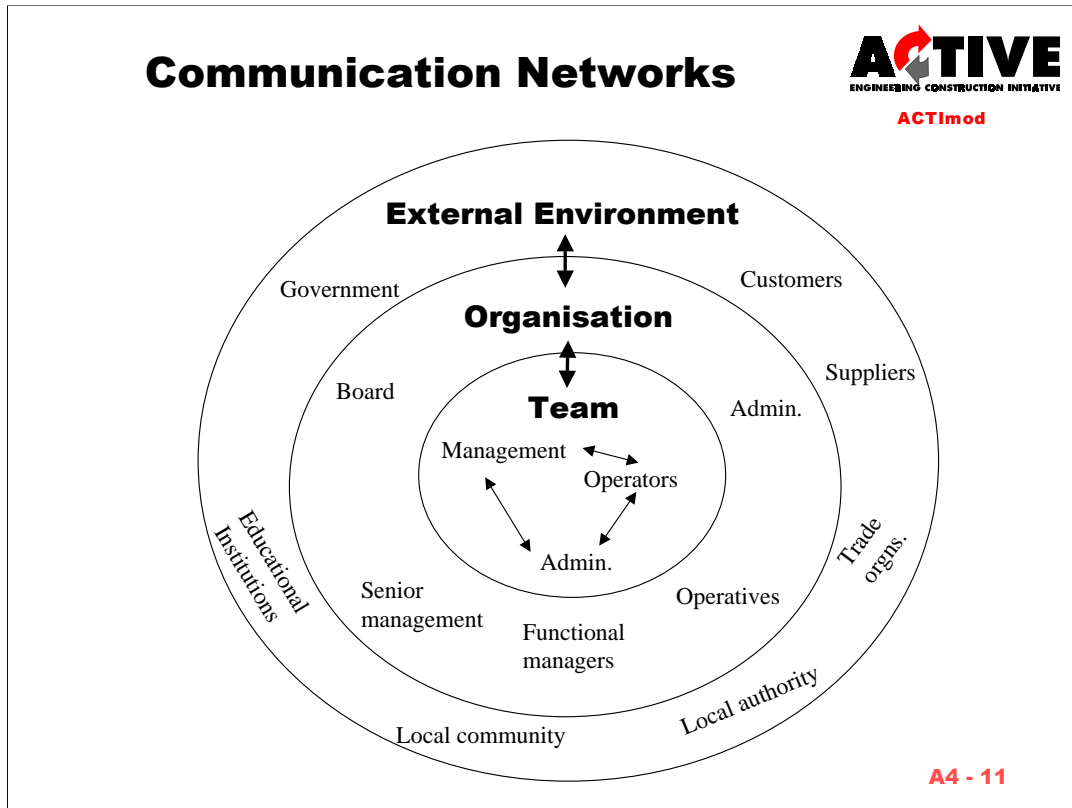 Communication Networks
ACTIVE
ENGINEERING CONSTRUCTION INITIATIVE
ACTImod
External Environment
Government
Customers
Organisation
Suppliers
Board
Admin.
Team
Management
Operators
Admin.
Educational
Institutions
Trade
orgns.
Senior
management
Operatives
Functional
managers
Local authority
Local community
A4 - 11